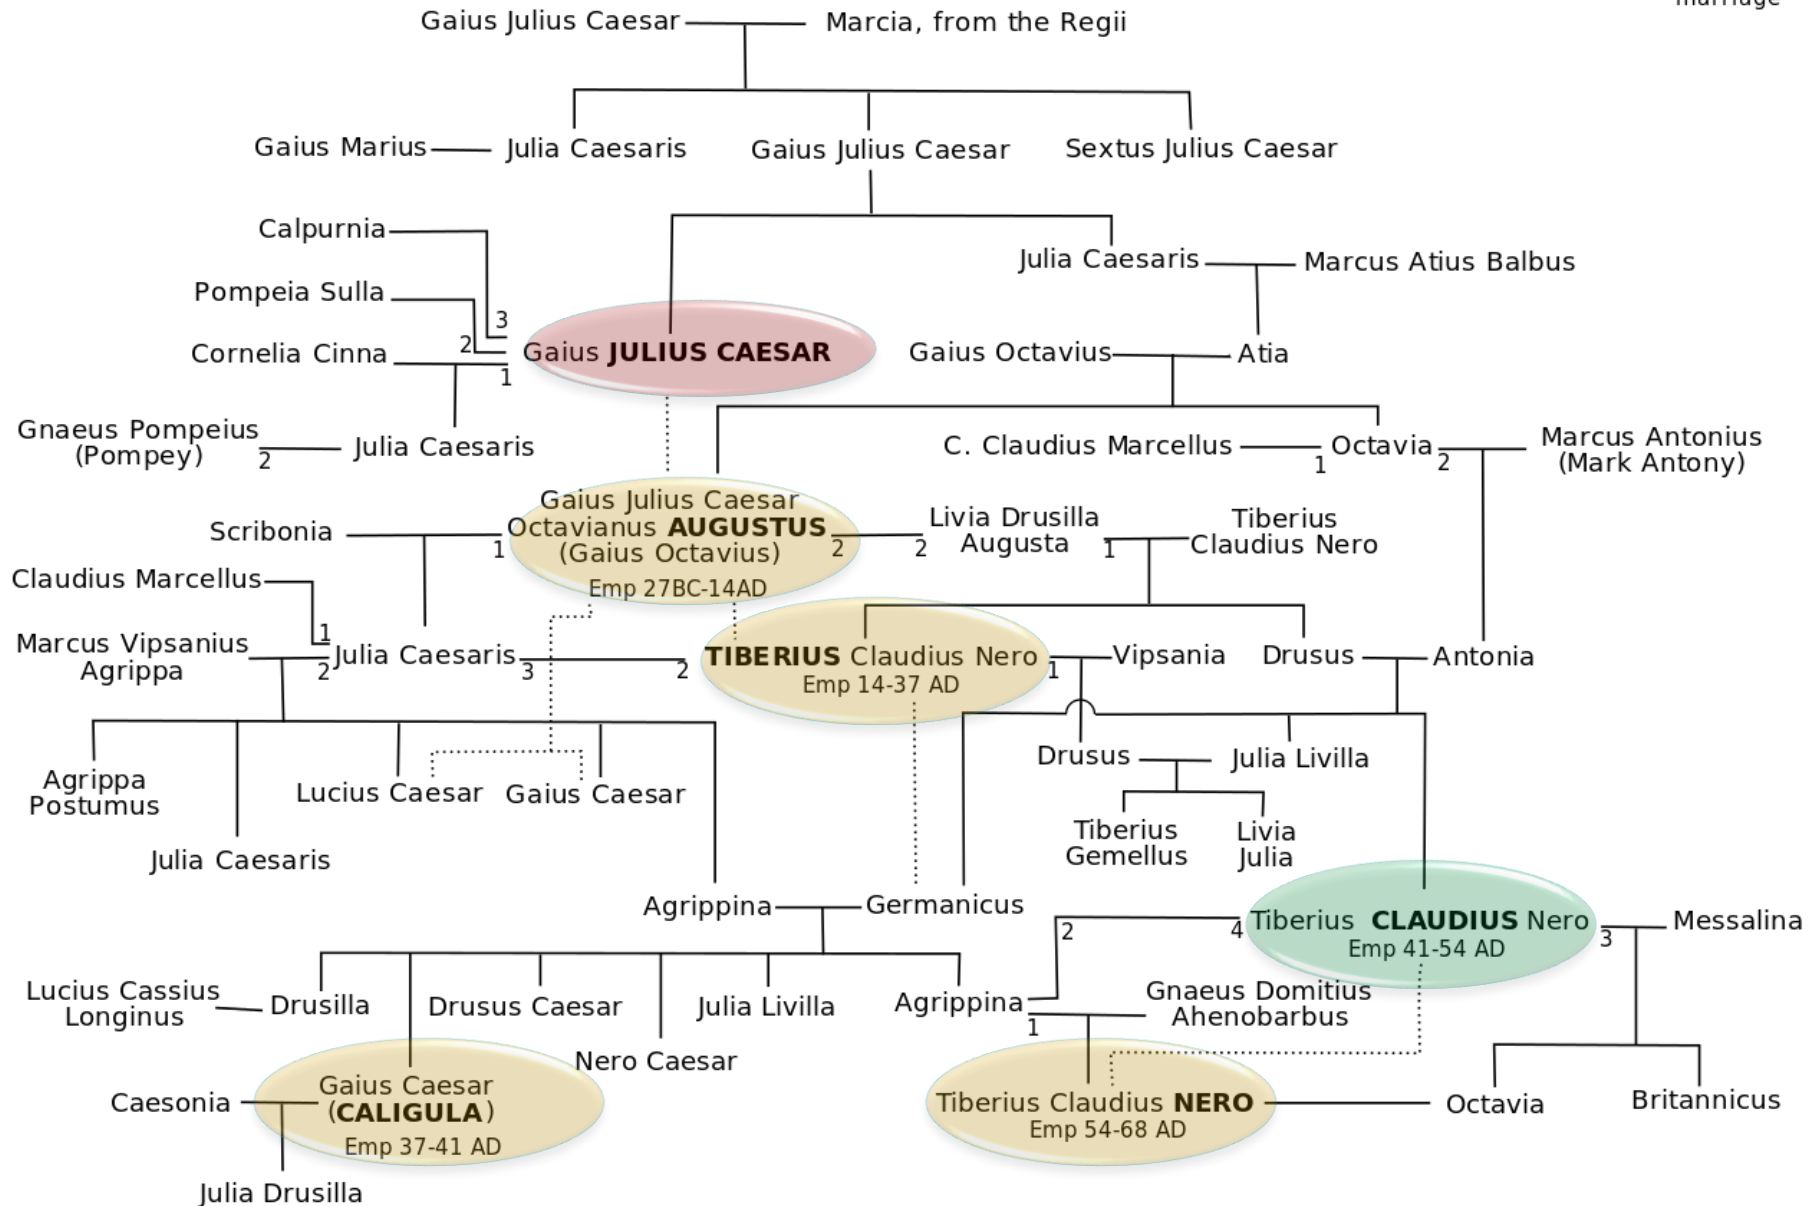 marriage
Gaius Julius Caesar
Marcia, from the Regii
Gaius Marius
Julia Caesaris
Gaius Julius Caesar
Sextus Julius Caesar
Calpurnia
Julia Caesaris
Marcus Atius Balbus
Pompeia Sulla
3
2
Cornelia Cinna
Gaius JULIUS CAESAR
1
Gaius Octavius
Atia
Gnaeus Pompeius
(Pompey)
2
Julia Caesaris
C. Claudius Marcellus
1
Octavia
2
Marcus Antonius
(Mark Antony)
Scribonia
1
Gaius Julius Caesar
Octavianus AUGUSTUS
(Gaius Octavius)
Emp 27BC-14AD
2
2
Livia Drusilla
Augusta
1
Tiberius
Claudius Nero
Claudius Marcellus
1
Marcus Vipsanius
Agrippa
2
Julia Caesaris
3
2
TIBERIUS Claudius Nero
Emp 14-37 AD
1
Vipsania
Drusus
Antonia
Agrippa
Postumus
Lucius Caesar
Gaius Caesar
Drusus
Julia Livilla
Julia Caesaris
Tiberius
Gemellus
Livia
Julia
Agrippina
Germanicus
2
4
Tiberius CLAUDIUS Nero
Emp 41-54 AD
3
Messalina
Lucius Cassius
Longinus
Drusilla
Drusus Caesar
Julia Livilla
Agrippina
1
Gnaeus Domitius
Ahenobarbus
Nero Caesar
Caesonia
Gaius Caesar
(CALIGULA)
Emp 37-41 AD
Tiberius Claudius NERO
Emp 54-68 AD
Octavia
Britannicus
Julia Drusilla